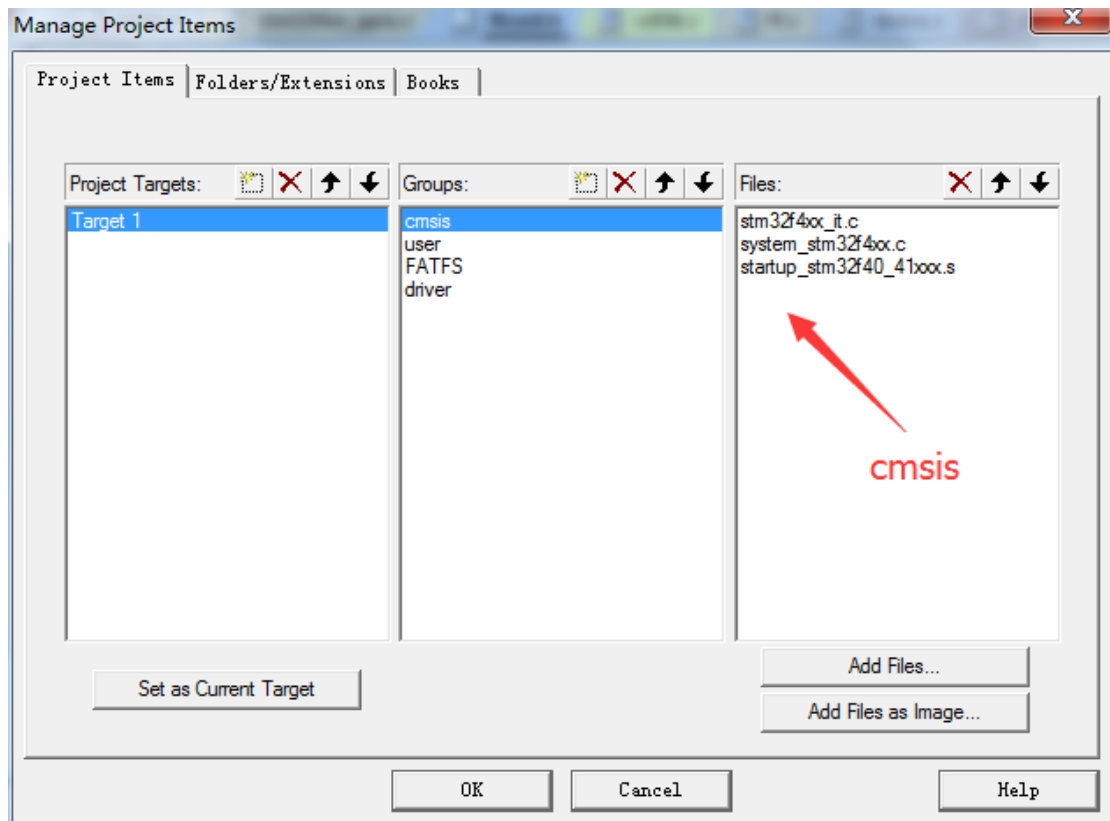 Manage Project Items
Project Items Folders/Extensions Books
Project Targets: Groups: Files:
Target 1
cmsis
user
FATFS
driver
stm32f4xx_it.c
system_stm32f4xx.c
startup_stm32f40_41xxx.s
cmsis
Set as Current Target
Add Files...
Add Files as Image...
OK Cancel Help